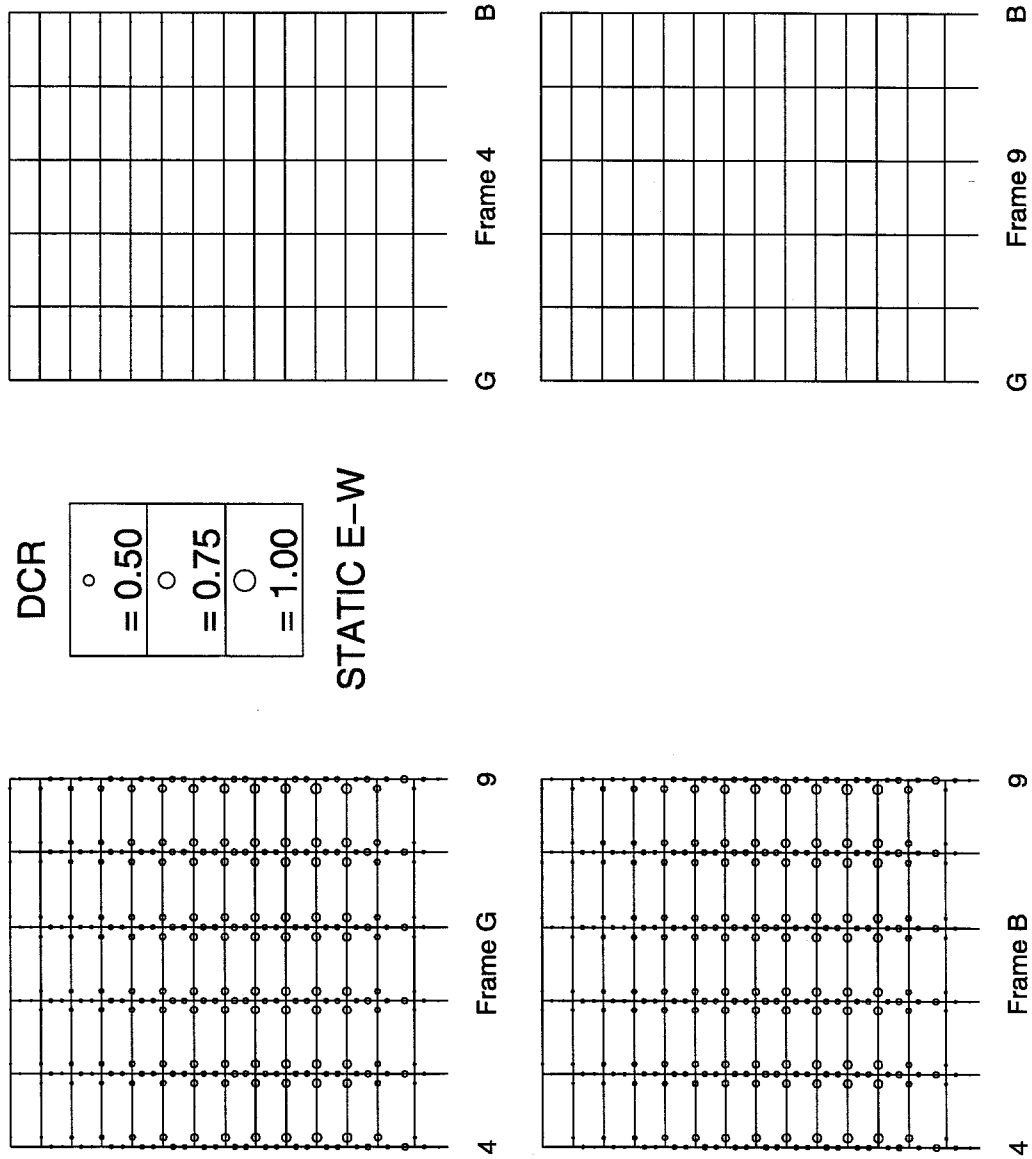 DCR
= 0.50
= 0.75
= 1.00
STATIC E–W
G Frame 4 B
4 Frame G 9
G Frame 9 B
4 Frame B 9